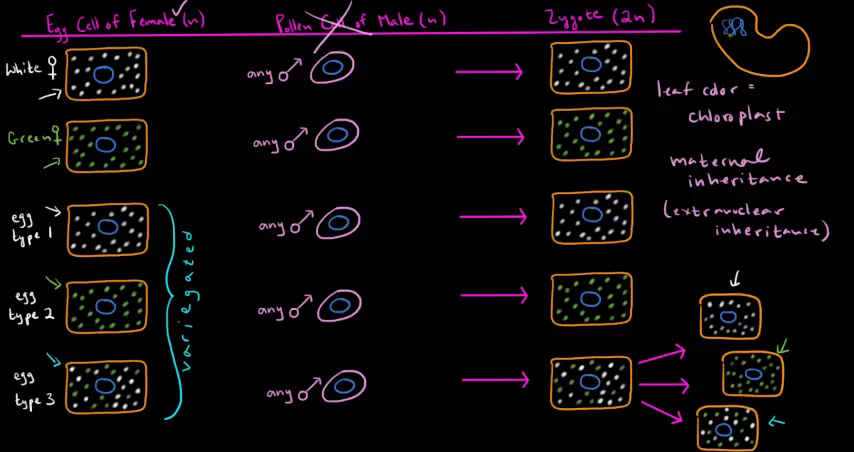 Egg Cell of Female (n)
Pollen Cell of Male (n)
Zygote (2n)
White ♀
any ♂
Green ♀
any ♂
egg
type 1
any ♂
egg
type 2
any ♂
egg
type 3
any ♂
variegated
leaf color =
chloroplast
maternal
inheritance
(extranuclear
inheritance)